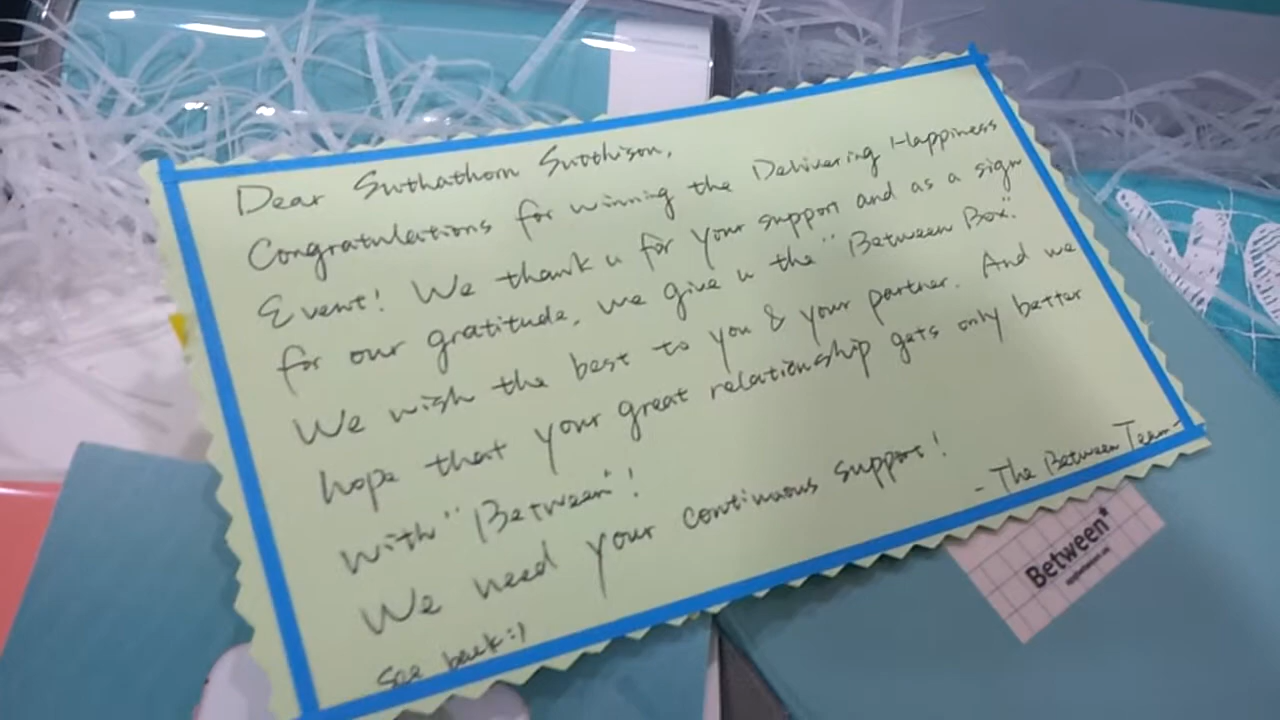 Dear Suthathorn Sutthison,
Congratulations for winning the Delivering Happiness
Event! We thank u for your support and as a sign
for our gratitude, we give u the "Between Box".
We wish the best to you & your partner. And we
hope that your great relationship gets only better
with "Between"!
We need your continuous support!
- The Between Team -
See back:)
Between*